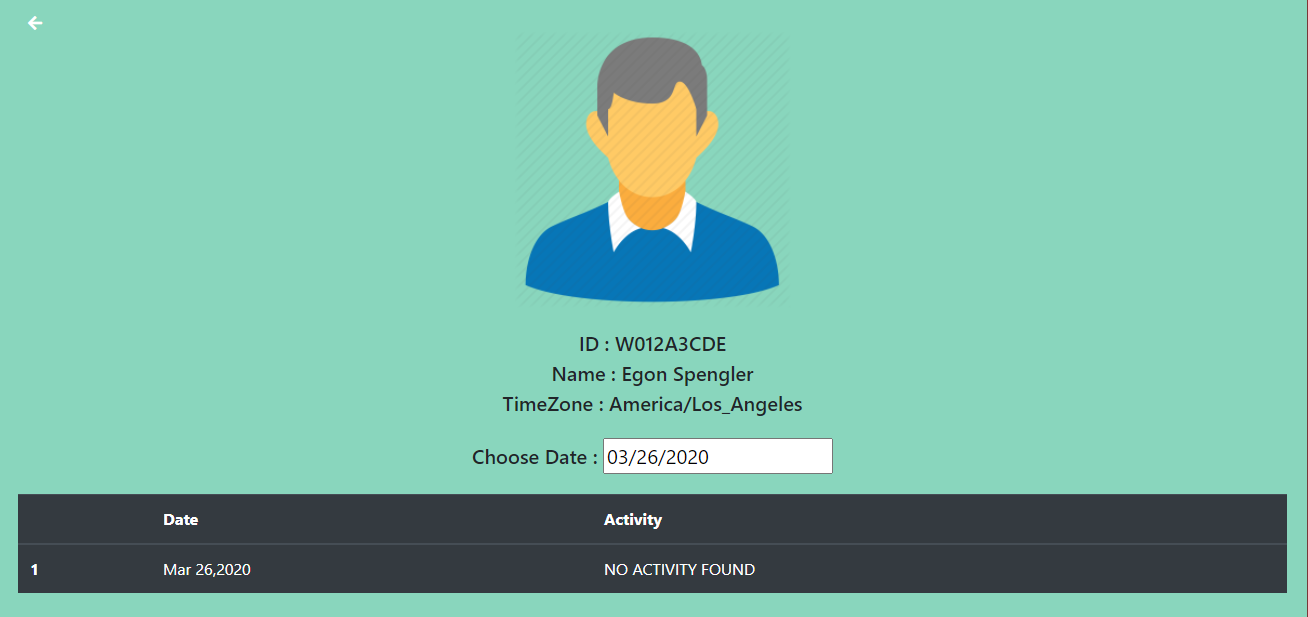 ID : W012A3CDE
Name : Egon Spengler
TimeZone : America/Los_Angeles
Choose Date : 03/26/2020
Date Activity
1 Mar 26,2020 NO ACTIVITY FOUND